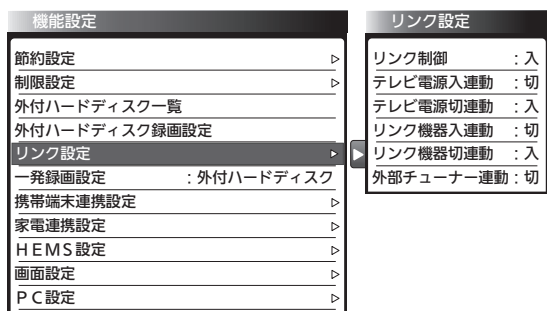 機能設定
節約設定
制限設定
外付ハードディスク一覧
外付ハードディスク録画設定
リンク設定
一発録画設定 ：外付ハードディスク
携帯端末連携設定
家電連携設定
ＨＥＭＳ設定
画面設定
ＰＣ設定
リンク設定
リンク制御 ：入
テレビ電源入連動 ：切
テレビ電源切連動 ：入
リンク機器入連動 ：切
リンク機器切連動 ：入
外部チューナー連動：切